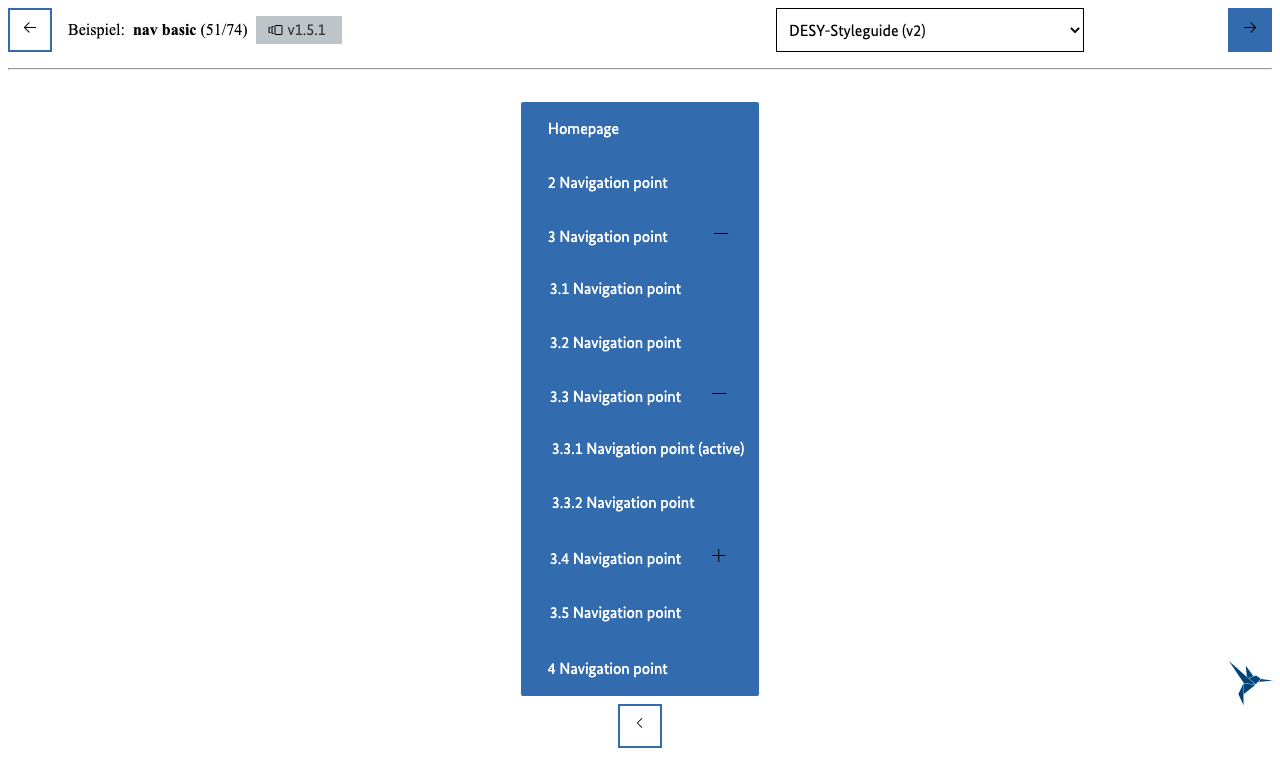 Beispiel: nav basic (51/74) v1.5.1 DESY-Styleguide (v2)
Homepage
2 Navigation point
3 Navigation point
3.1 Navigation point
3.2 Navigation point
3.3 Navigation point
3.3.1 Navigation point (active)
3.3.2 Navigation point
3.4 Navigation point
3.5 Navigation point
4 Navigation point